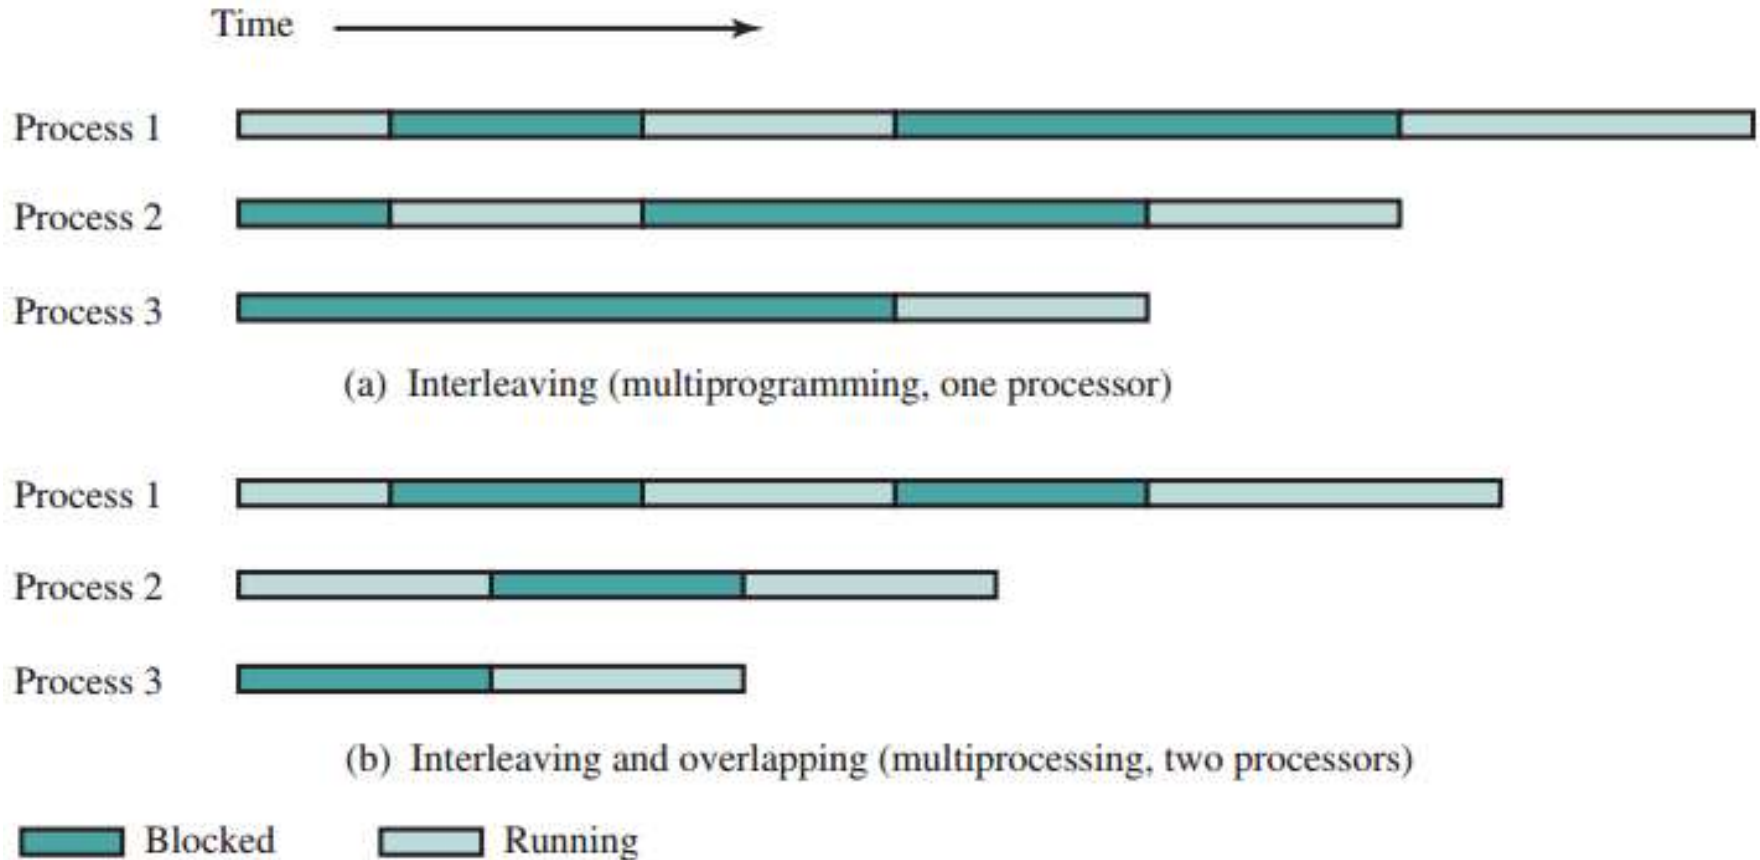 Time
Process 1
Process 2
Process 3
(a) Interleaving (multiprogramming, one processor)
Process 1
Process 2
Process 3
(b) Interleaving and overlapping (multiprocessing, two processors)
Blocked Running